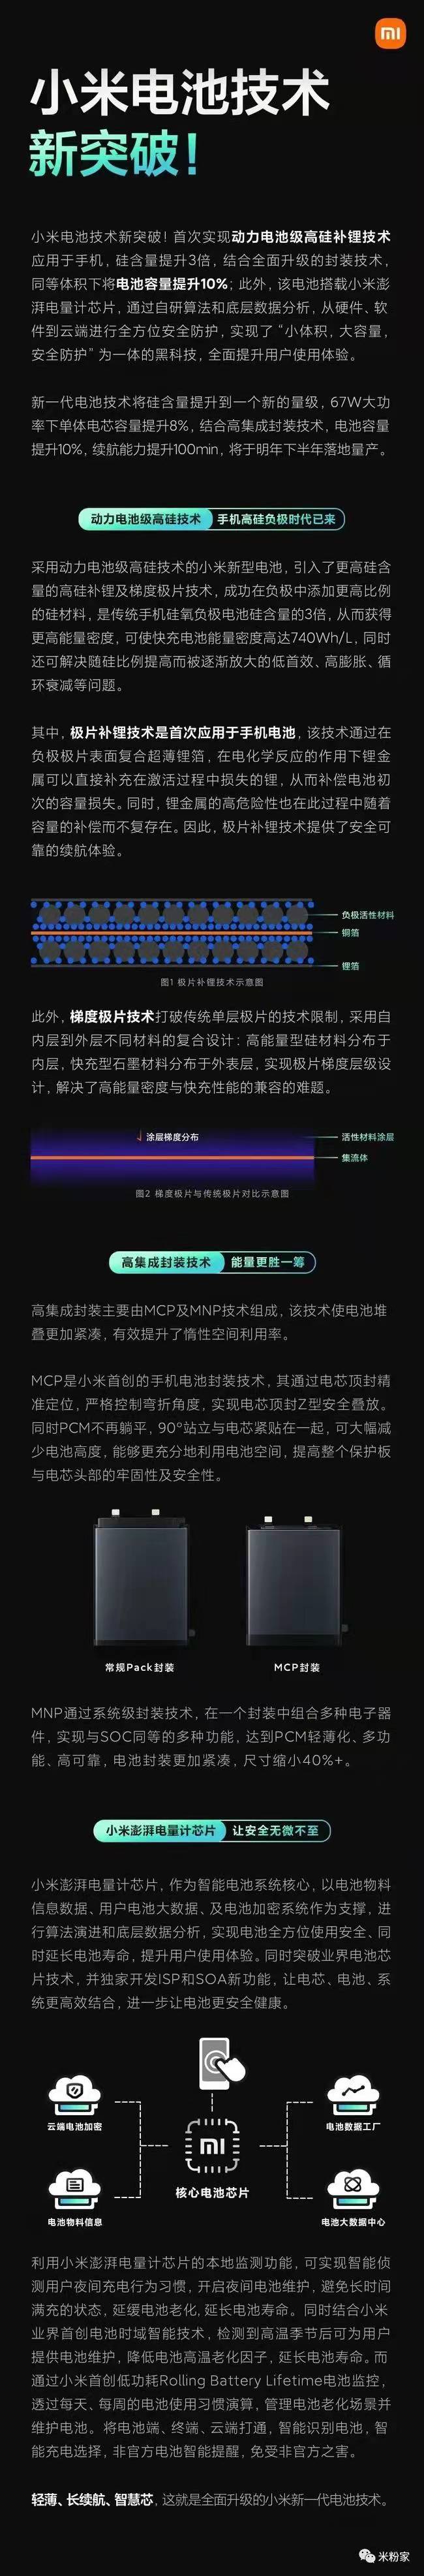 小米电池技术
新突破！
小米电池技术新突破！首次实现动力电池级高硅补锂技术
应用于手机，硅含量提升3倍，结合全面升级的封装技术，
同等体积下将电池容量提升10%；此外，该电池搭载小米澎
湃电量计芯片，通过自研算法和底层数据分析，从硬件、软
件到云端进行全方位安全防护，实现了“小体积，大容量，
安全防护”为一体的黑科技，全面提升用户使用体验。
新一代电池技术将硅含量提升到一个新的量级，67W大功
率下单体电芯容量提升8%，结合高集成封装技术，电池容量
提升10%，续航能力提升100min，将于明年下半年落地量产。
动力电池级高硅技术 手机高硅负极时代已来
采用动力电池级高硅技术的小米新型电池，引入了更高硅含
量的高硅补锂及梯度极片技术，成功在负极中添加更高比例
的硅材料，是传统手机硅氧负极电池硅含量的3倍，从而获得
更高能量密度，可使快充电池能量密度高达740Wh/L，同时
还可解决随硅比例提高而被逐渐放大的低首效、高膨胀、循
环衰减等问题。
其中，极片补锂技术是首次应用于手机电池，该技术通过在
负极极片表面复合超薄锂箔，在电化学反应的作用下锂金
属可以直接补充在激活过程中损失的锂，从而补偿电池初
次的容量损失。同时，锂金属的高危险性也在此过程中随着
容量的补偿而不复存在。因此，极片补锂技术提供了安全可
靠的续航体验。
负极活性材料
铜箔
锂箔
图1 极片补锂技术示意图
此外，梯度极片技术打破传统单层极片的技术限制，采用自
内层到外层不同材料的复合设计：高能量型硅材料分布于
内层，快充型石墨材料分布于外表层，实现极片梯度层级设
计，解决了高能量密度与快充性能的兼容的难题。
涂层梯度分布
活性材料涂层
集流体
图2 梯度极片与传统极片对比示意图
高集成封装技术 能量更胜一筹
高集成封装主要由MCP及MNP技术组成，该技术使电池堆
叠更加紧凑，有效提升了惰性空间利用率。
MCP是小米首创的手机电池封装技术，其通过电芯顶封精
准定位，严格控制弯折角度，实现电芯顶封Z型安全叠放。
同时PCM不再躺平，90°站立与电芯紧贴在一起，可大幅减
少电池高度，能够更充分地利用电池空间，提高整个保护板
与电芯头部的牢固性及安全性。
常规Pack封装
MCP封装
MNP通过系统级封装技术，在一个封装中组合多种电子器
件，实现与SOC同等的多种功能，达到PCM轻薄化、多功
能、高可靠，电池封装更加紧凑，尺寸缩小40%+。
小米澎湃电量计芯片 让安全无微不至
小米澎湃电量计芯片，作为智能电池系统核心，以电池物料
信息数据、用户电池大数据、及电池加密系统作为支撑，进
行算法演进和底层数据分析，实现电池全方位使用安全、同
时延长电池寿命，提升用户使用体验。同时突破业界电池芯
片技术，并独家开发ISP和SOA新功能，让电芯、电池、系
统更高效结合，进一步让电池更安全健康。
云端电池加密
电池数据工厂
核心电池芯片
电池物料信息
电池大数据中心
利用小米澎湃电量计芯片的本地监测功能，可实现智能侦
测用户夜间充电行为习惯，开启夜间电池维护，避免长时间
满充的状态，延缓电池老化，延长电池寿命。同时结合小米
业界首创电池时域智能技术，检测到高温季节后可为用户
提供电池维护，降低电池高温老化因子，延长电池寿命。而
通过小米首创低功耗Rolling Battery Lifetime电池监控，
透过每天、每周的电池使用习惯演算，管理电池老化场景并
维护电池。将电池端、终端、云端打通，智能识别电池，智
能充电选择，非官方电池智能提醒，免受非官方之害。
轻薄、长续航、智慧芯，这就是全面升级的小米新一代电池技术。
米粉家